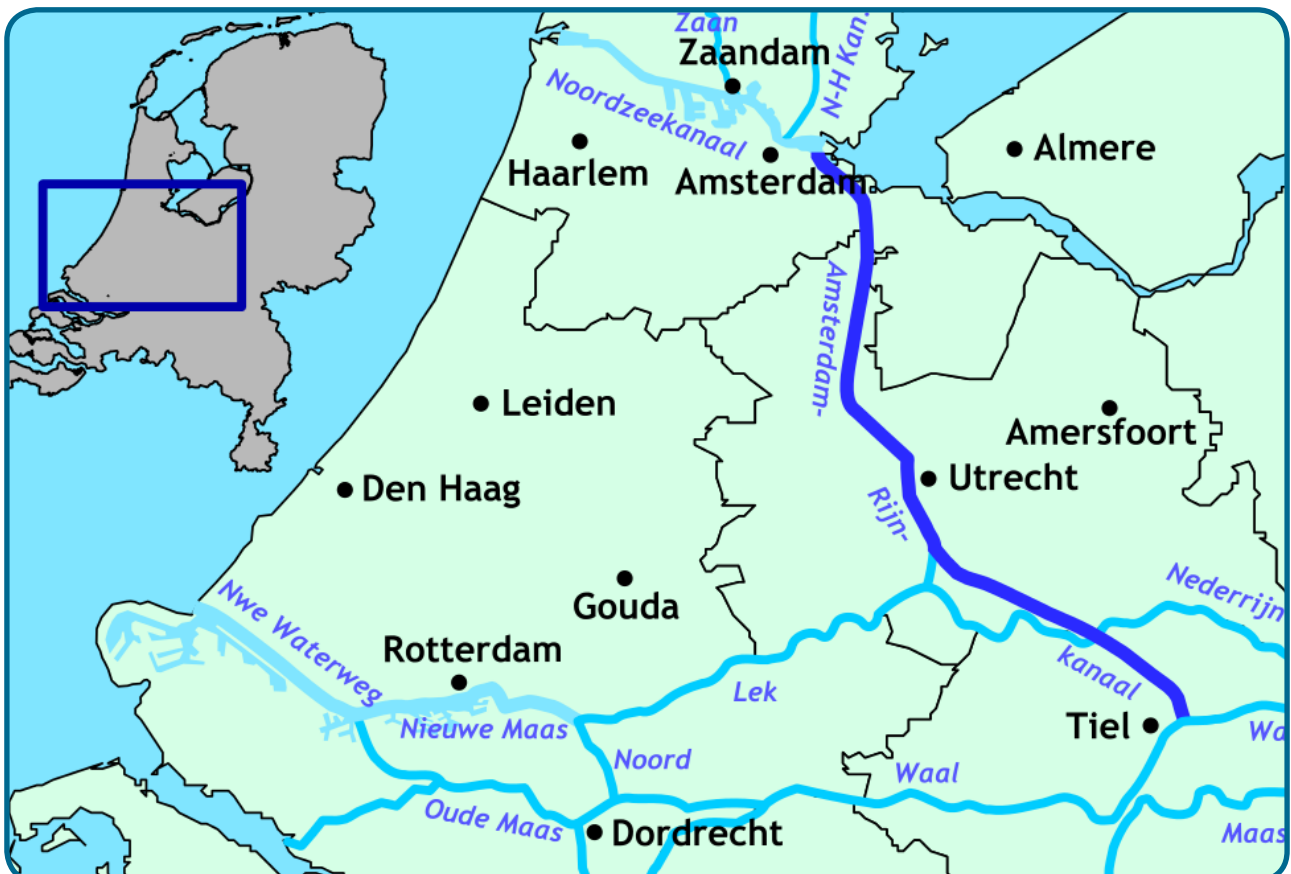 Zaan
Zaandam
N-H Kan.
Noordzeekanaal
Haarlem
Amsterdam
Almere
Amsterdam-
Leiden
Amersfoort
Den Haag
Utrecht
Rijn-
Nwe Waterweg
Gouda
Nederrijn
Rotterdam
kanaal
Lek
Nieuwe Maas
Tiel
Wa
Noord
Waal
Oude Maas
Dordrecht
Maas